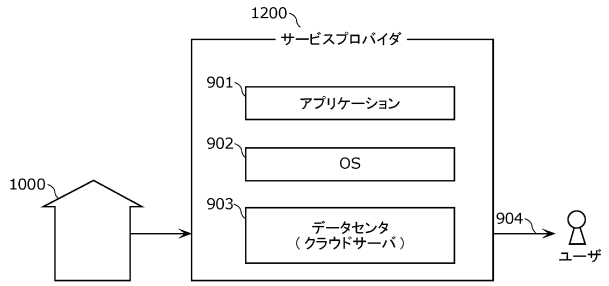 1200
サービスプロバイダ
901
アプリケーション
902
OS
1000
903
データセンタ
（クラウドサーバ）
904
ユーザ